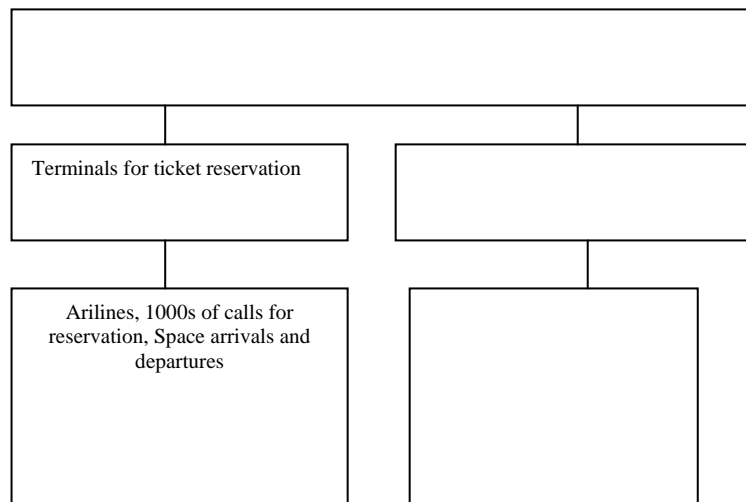 Terminals for ticket reservation
Arilines, 1000s of calls for
reservation, Space arrivals and
departures